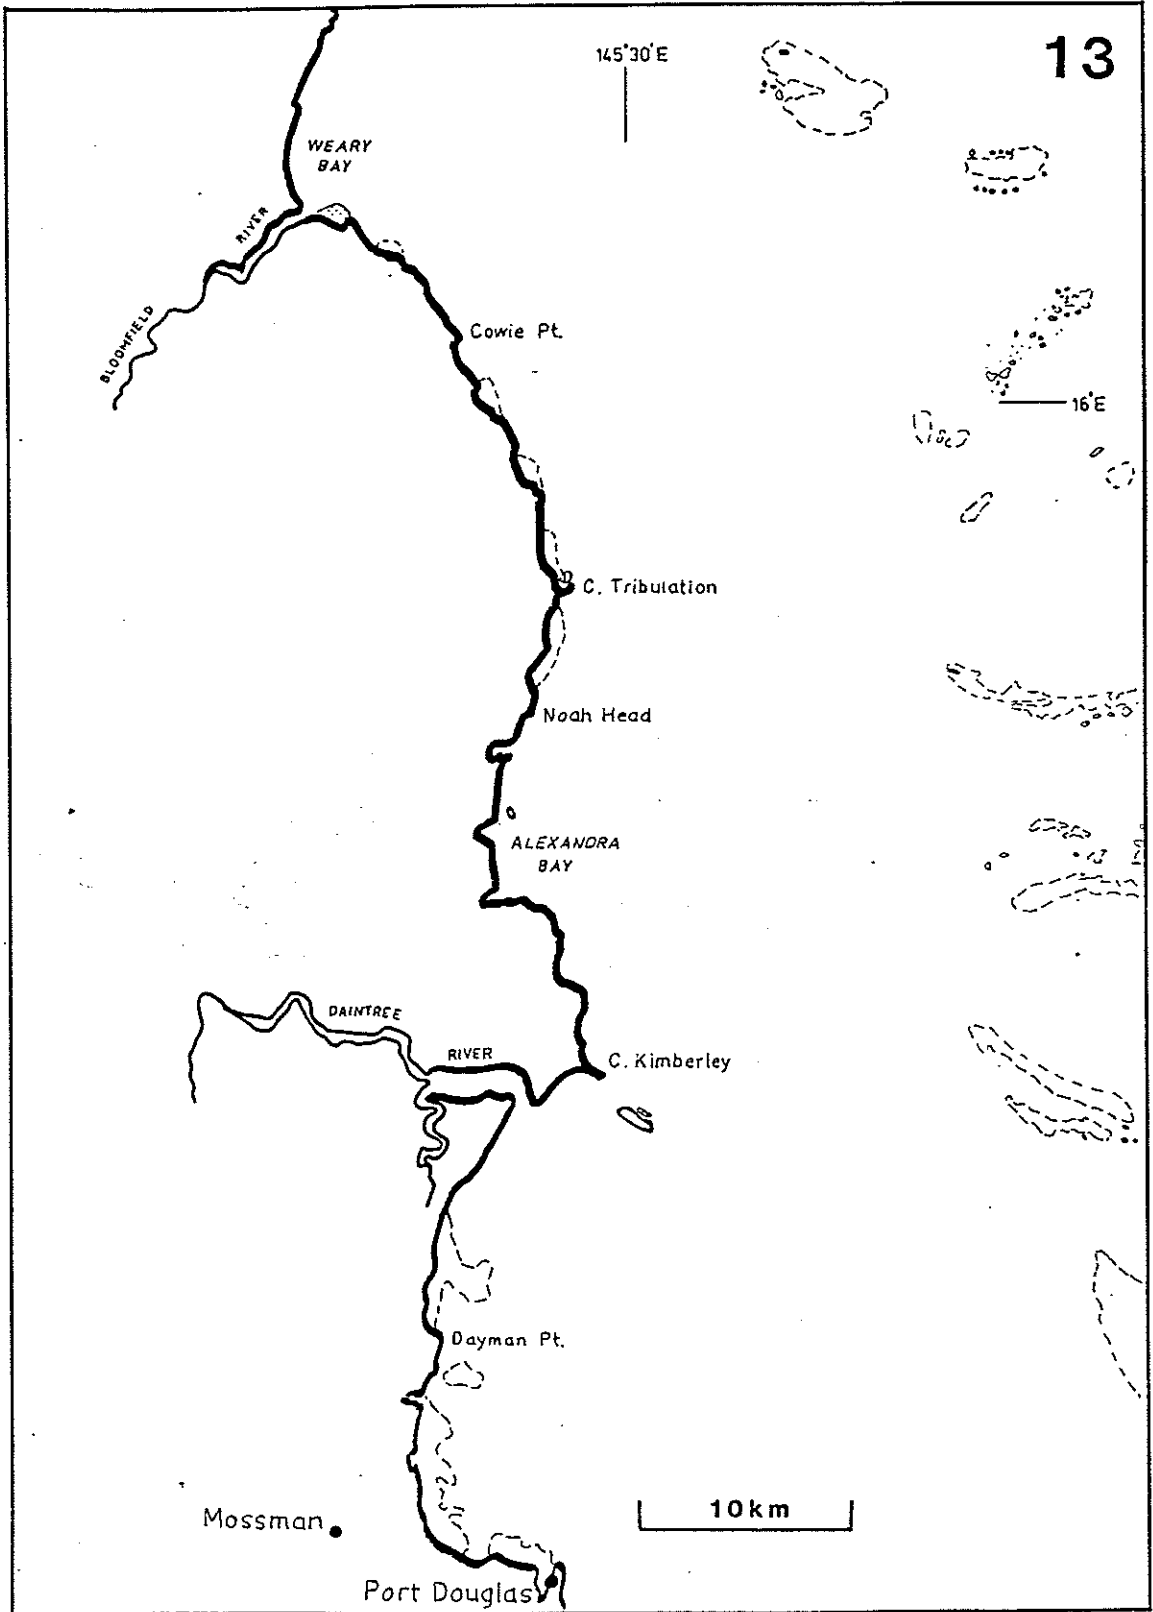 13
145°30'E
WEARY
BAY
RIVER
BLOOMFIELD
Cowie Pt.
16°E
C. Tribulation
Noah Head
ALEXANDRA
BAY
DAINTREE
RIVER
C. Kimberley
Dayman Pt.
10km
Mossman
Port Douglas